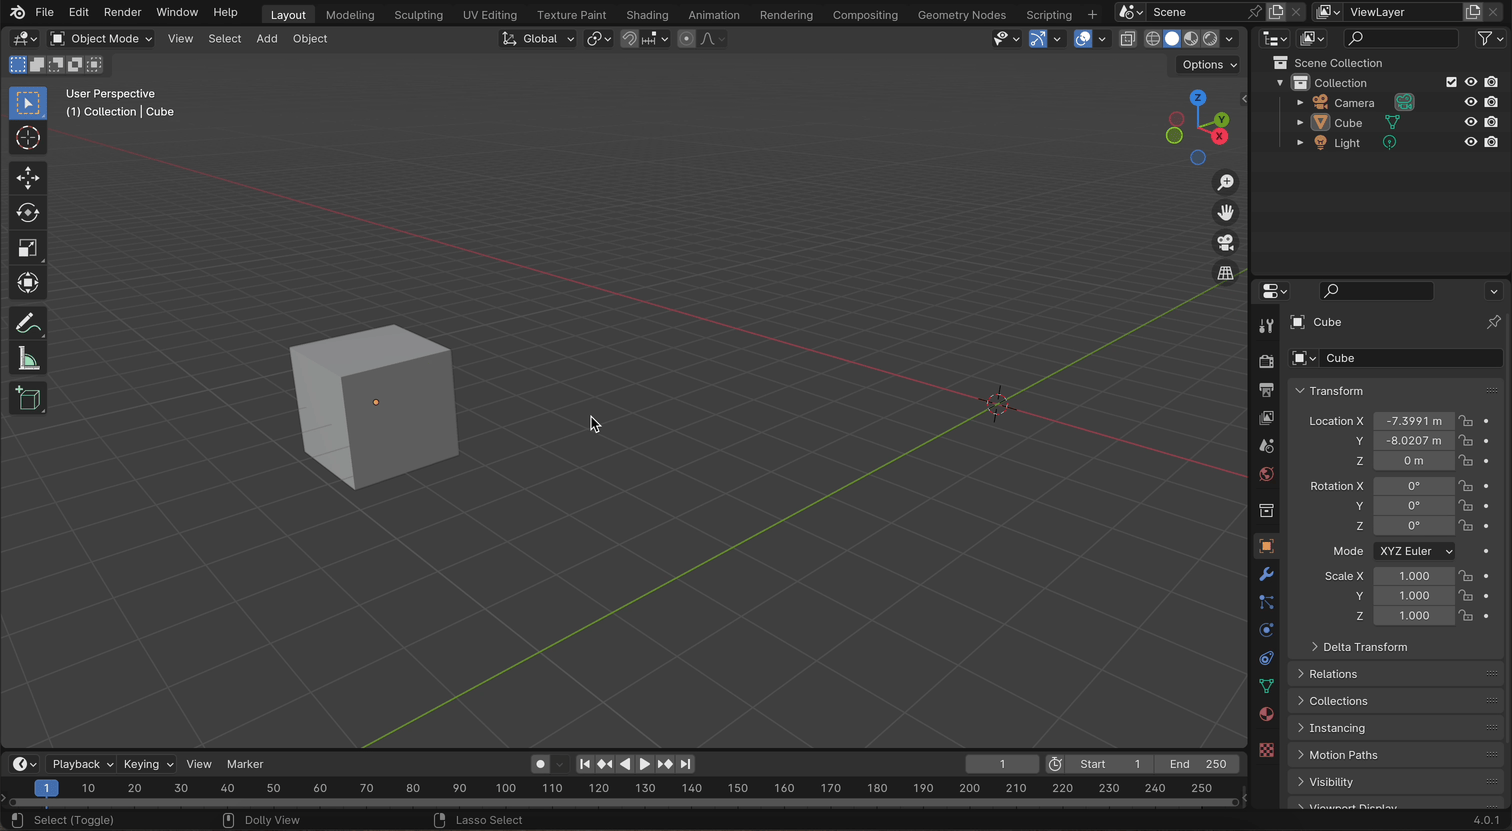 File Edit Render Window Help Layout Modeling Sculpting UV Editing Texture Paint Shading Animation Rendering Compositing Geometry Nodes Scripting + Scene ViewLayer
Object Mode View Select Add Object Global
Options
User Perspective
(1) Collection | Cube
Z
Y
X
Scene Collection
Collection
Camera
Cube
Light
Cube
Cube
Transform
Location X -7.3991 m
Y -8.0207 m
Z 0 m
Rotation X 0°
Y 0°
Z 0°
Mode XYZ Euler
Scale X 1.000
Y 1.000
Z 1.000
Delta Transform
Relations
Collections
Instancing
Motion Paths
Visibility
Viewport Display
Playback Keying View Marker 1 Start 1 End 250
1 10 20 30 40 50 60 70 80 90 100 110 120 130 140 150 160 170 180 190 200 210 220 230 240 250
Select (Toggle) Dolly View Lasso Select 4.0.1